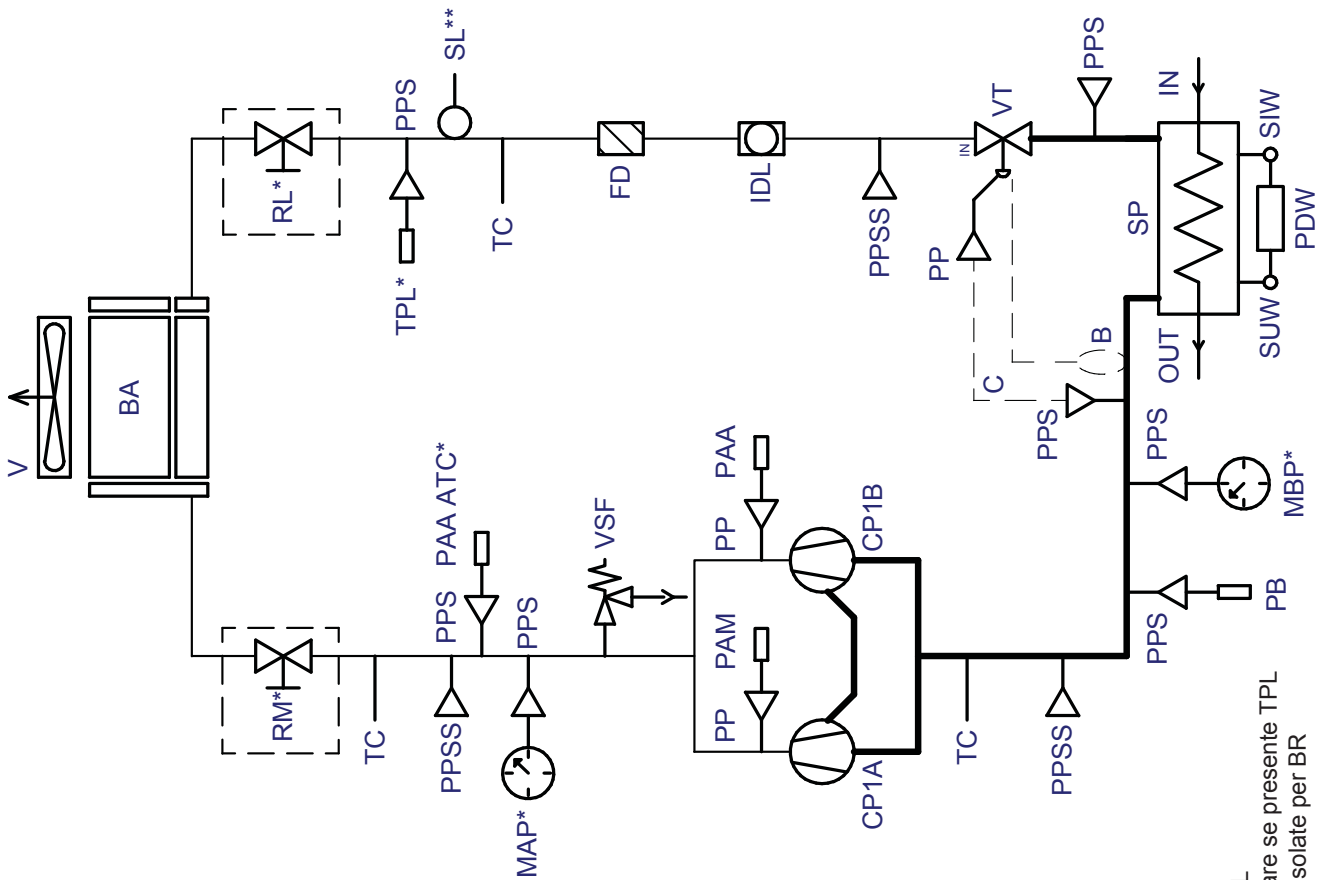 V
BA
RM*
RL*
TC
PPSS
PPS
PAA ATC*
MAP*
PPS
VSF
TPL*
PPS
SL**
TC
FD
IDL
PPSS
PP
IN
VT
PPS
PP
PAM
PP
PAA
CP1A
CP1B
TC
PPSS
PPS
PB
PPS
MBP*
PPS
C
B
OUT
SP
IN
SUW
PDW
SIW
L
are se presente TPL
solate per BR